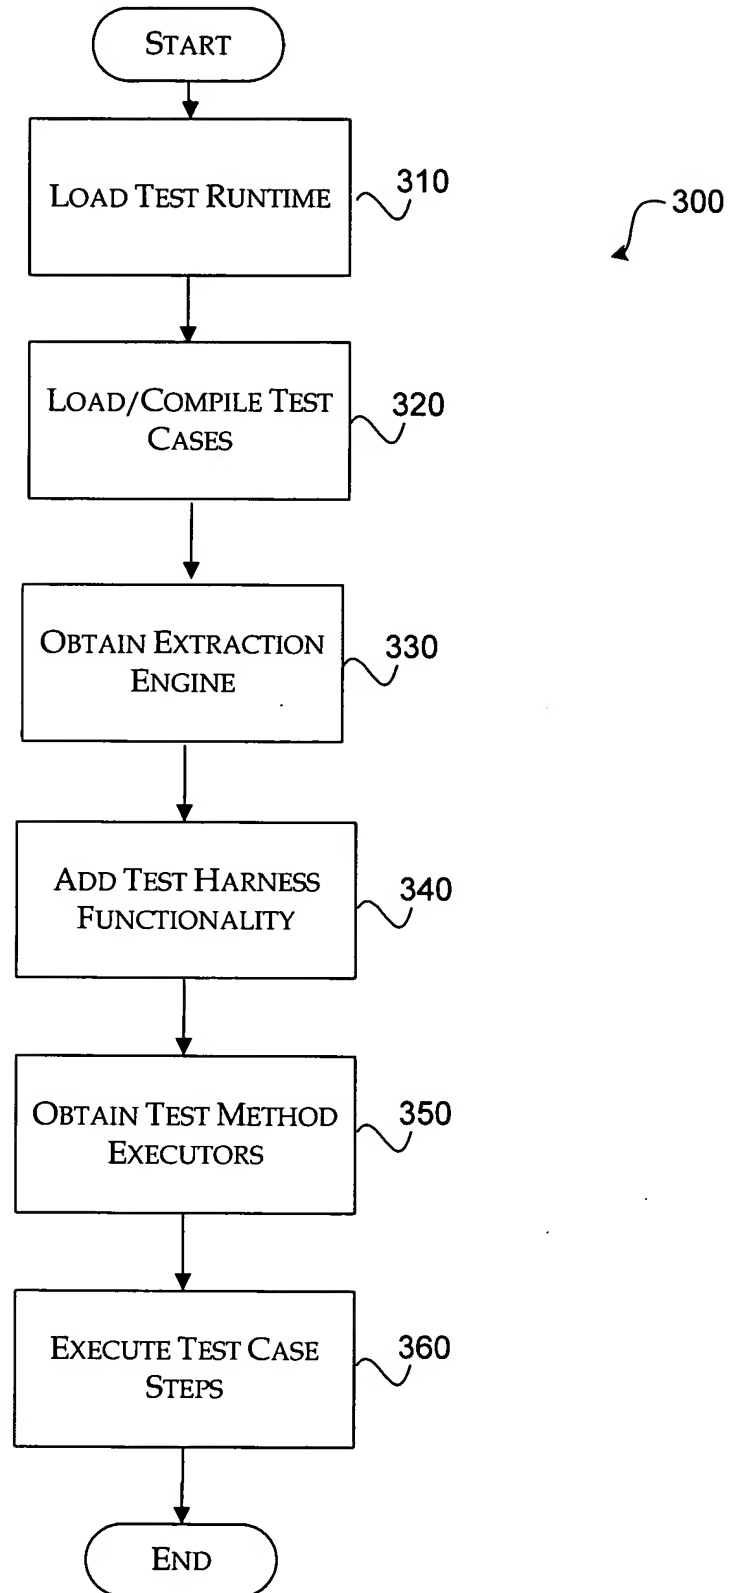 START
LOAD TEST RUNTIME
310
300
LOAD/COMPILE TEST
CASES
320
OBTAIN EXTRACTION
ENGINE
330
ADD TEST HARNESS
FUNCTIONALITY
340
OBTAIN TEST METHOD
EXECUTORS
350
EXECUTE TEST CASE
STEPS
360
END